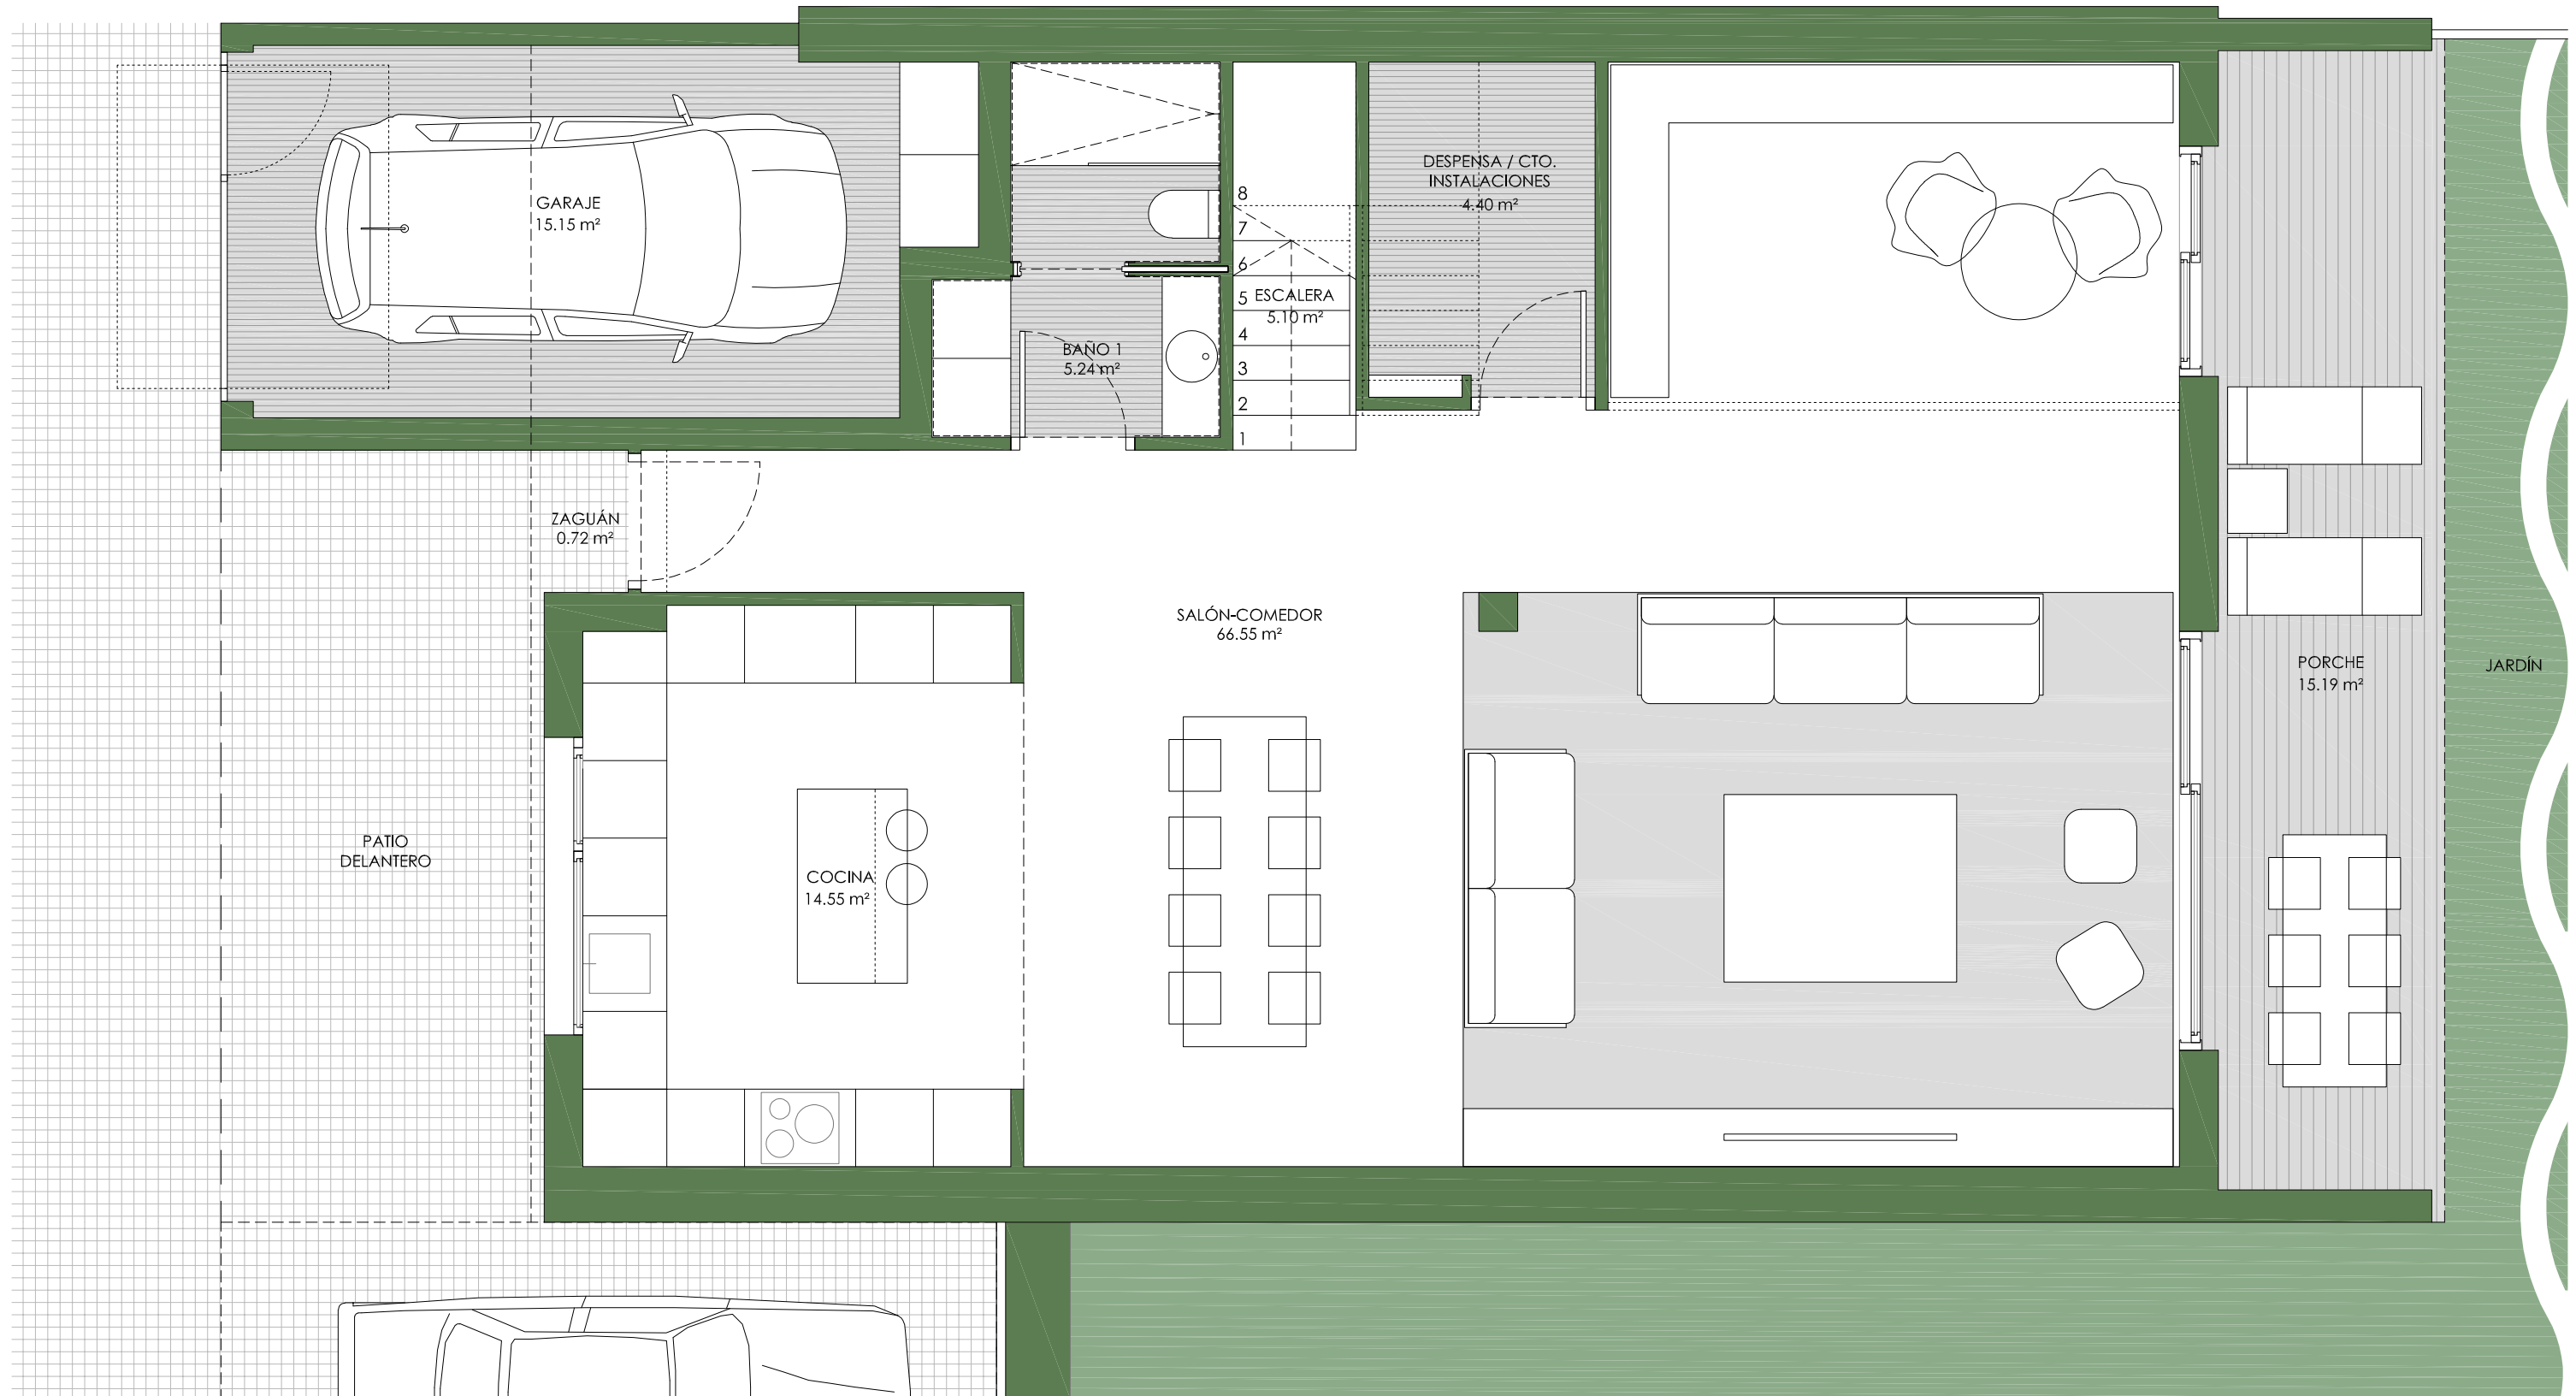 GARAJE
15.15 m²
DESPENSA / CTO.
INSTALACIONES
4.40 m²
8
7
6
5
4
3
2
1
ESCALERA
5.10 m²
BAÑO 1
5.24 m²
ZAGUÁN
0.72 m²
SALÓN-COMEDOR
66.55 m²
PORCHE
15.19 m²
JARDÍN
PATIO
DELANTERO
COCINA
14.55 m²